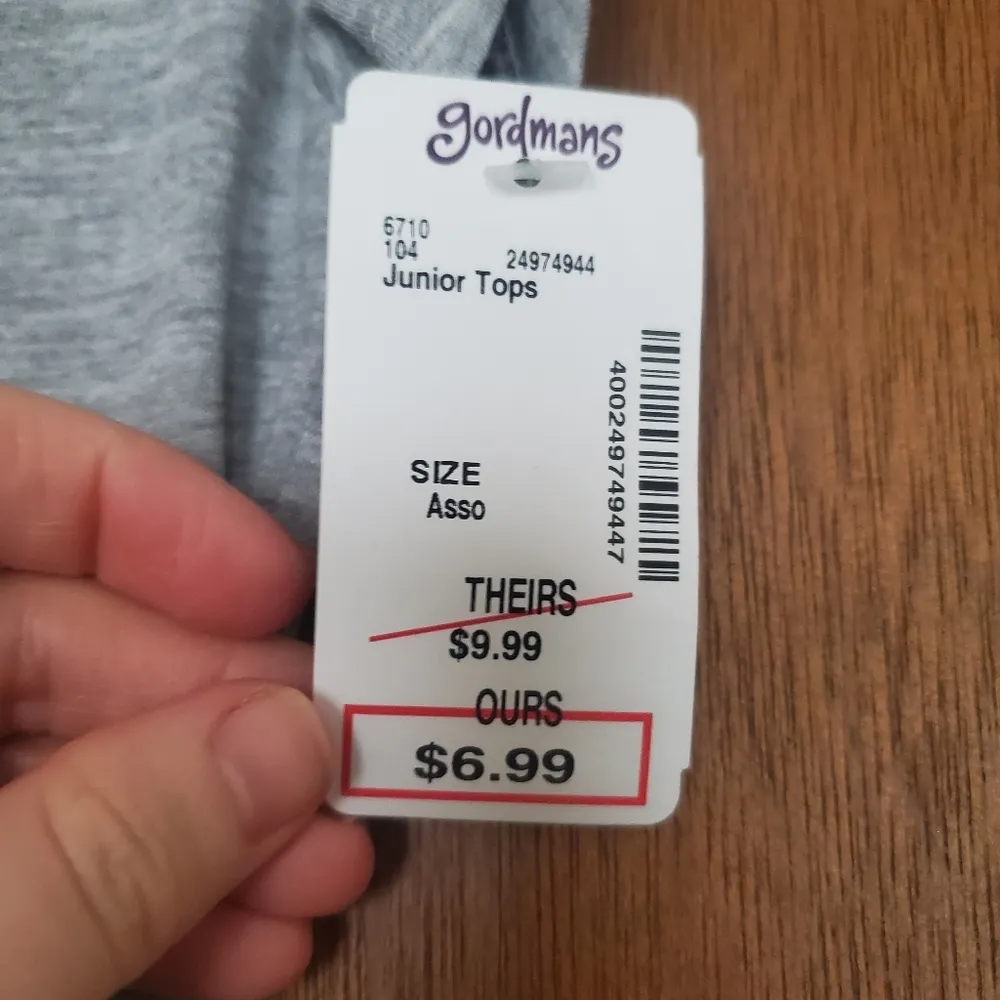 gordmans
6710
104 24974944
Junior Tops
400249749447
SIZE
Asso
THEIRS
$9.99
OURS
$6.99